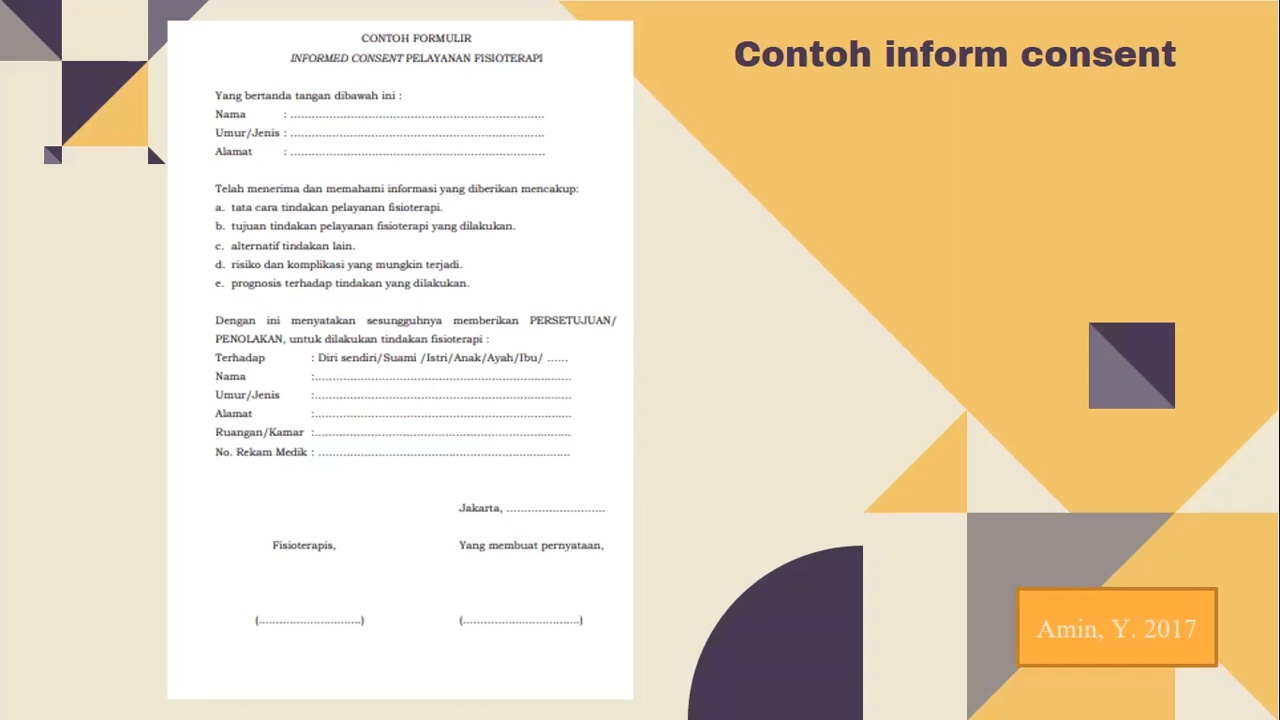 Contoh inform consent
CONTOH FORMULIR
INFORMED CONSENT PELAYANAN FISIOTERAPI
Yang bertanda tangan dibawah ini :
Nama : ......................................................................
Umur/Jenis : ......................................................................
Alamat : ......................................................................
Telah menerima dan memahami informasi yang diberikan mencakup:
a. tata cara tindakan pelayanan fisioterapi.
b. tujuan tindakan pelayanan fisioterapi yang dilakukan.
c. alternatif tindakan lain.
d. risiko dan komplikasi yang mungkin terjadi.
e. prognosis terhadap tindakan yang dilakukan.
Dengan ini menyatakan sesungguhnya memberikan PERSETUJUAN/
PENOLAKAN, untuk dilakukan tindakan fisioterapi :
Terhadap : Diri sendiri/Suami /Istri/Anak/Ayah/Ibu/ ......
Nama :......................................................................
Umur/Jenis :......................................................................
Alamat :......................................................................
Ruangan/Kamar :......................................................................
No. Rekam Medik : ......................................................................
Jakarta, ...........................
Fisioterapis, Yang membuat pernyataan,
(............................) (................................)
Amin, Y. 2017